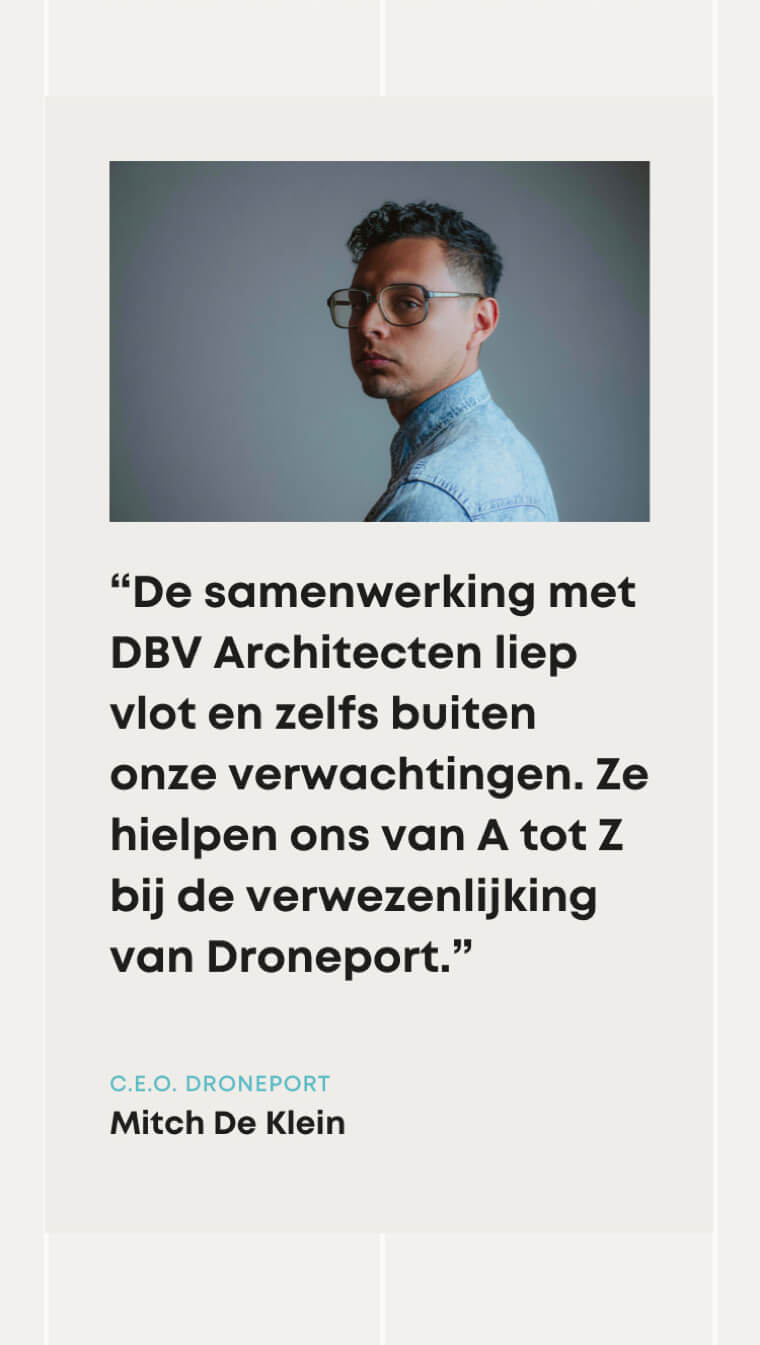 “De samenwerking met
DBV Architecten liep
vlot en zelfs buiten
onze verwachtingen. Ze
hielpen ons van A tot Z
bij de verwezenlijking
van Droneport.”
C.E.O. DRONEPORT
Mitch De Klein